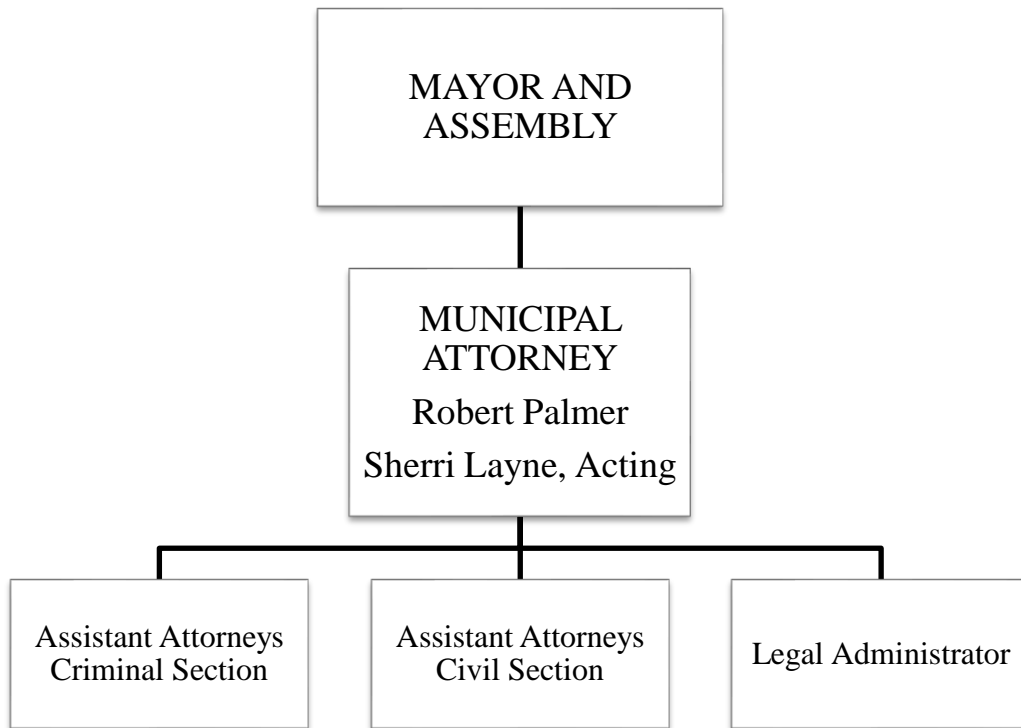 MAYOR AND
ASSEMBLY
MUNICIPAL
ATTORNEY
Robert Palmer
Sherri Layne, Acting
Assistant Attorneys
Criminal Section
Assistant Attorneys
Civil Section
Legal Administrator